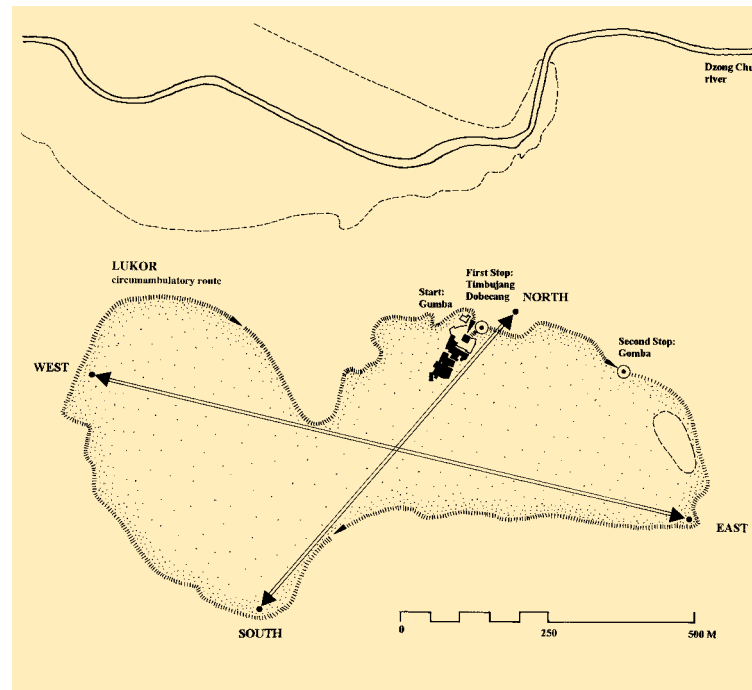 Dzong Chu
river
LUKOR
circumambulatory route
Start:
Gumba
First Stop:
Timbujang
Dobecang
NORTH
Second Stop:
Gomba
WEST
EAST
SOUTH
0
250
500 M